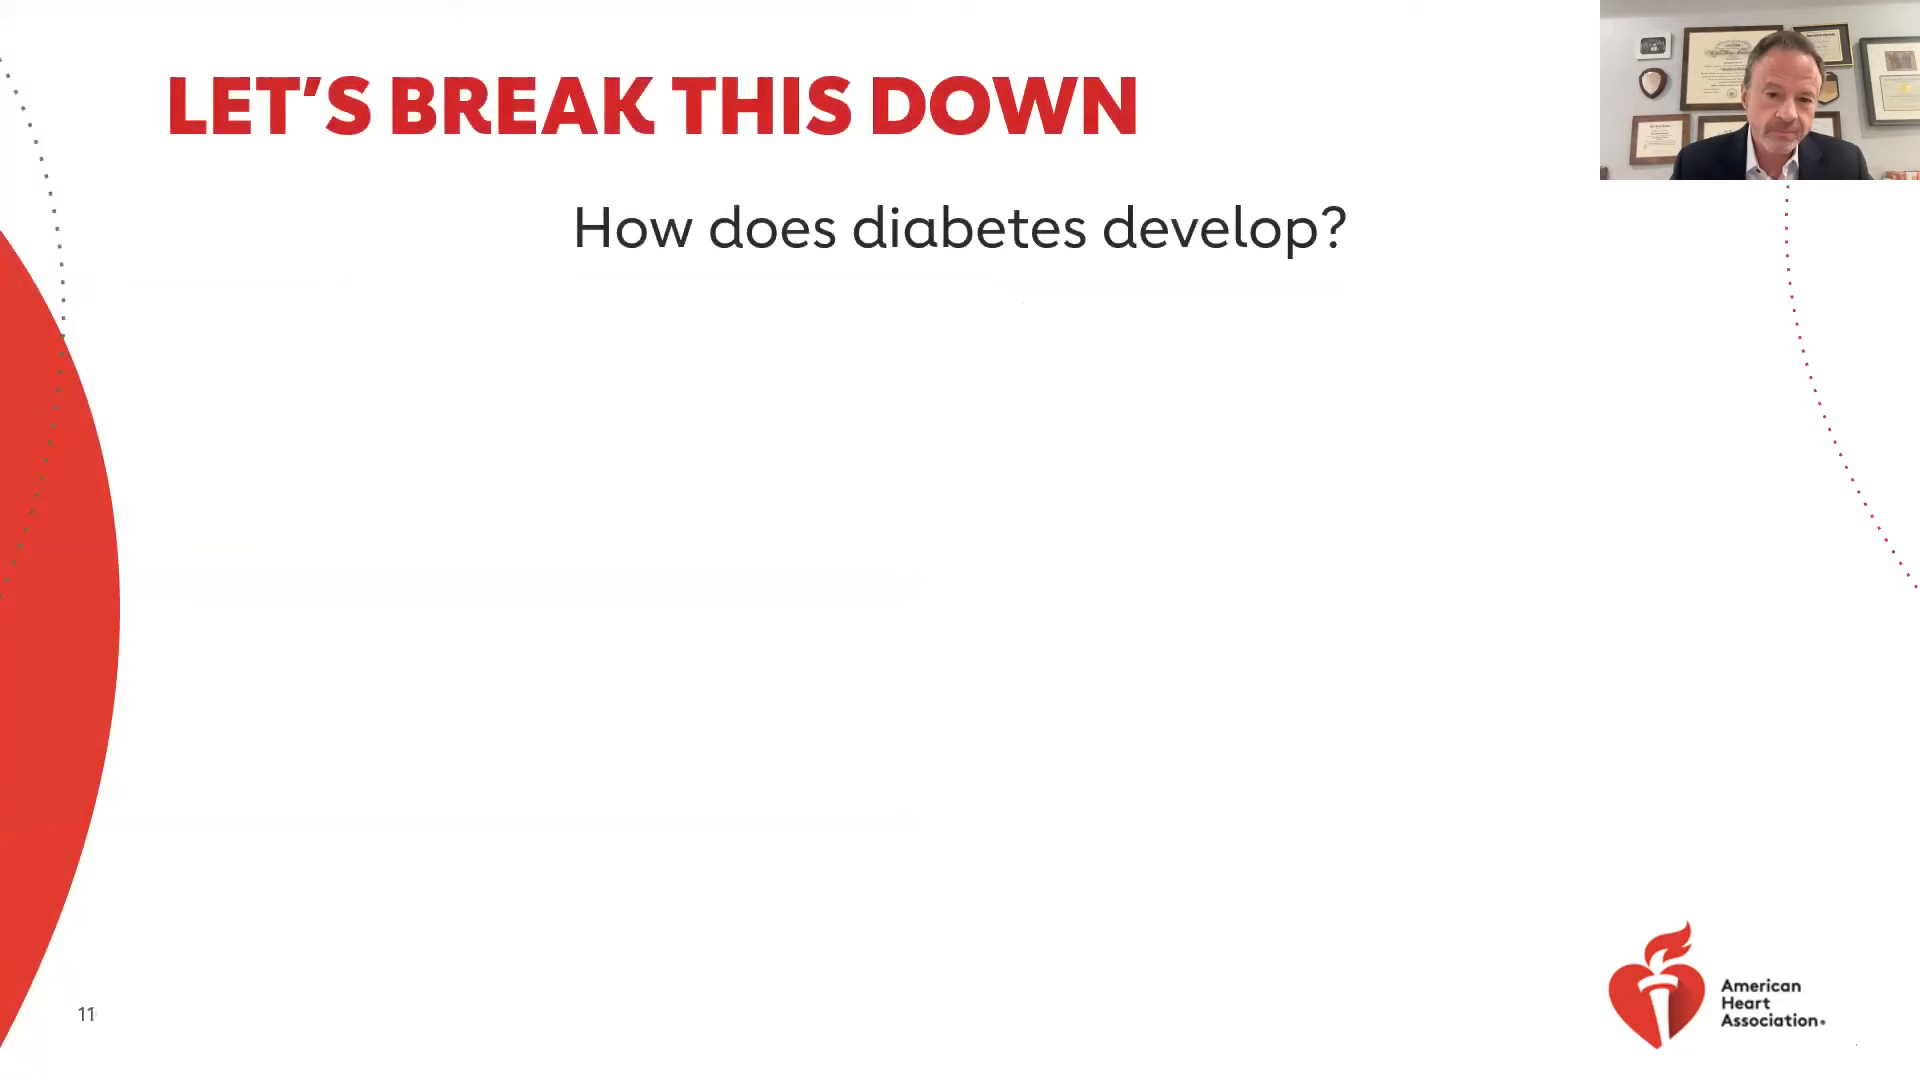 LET’S BREAK THIS DOWN
How does diabetes develop?
11
American
Heart
Association®